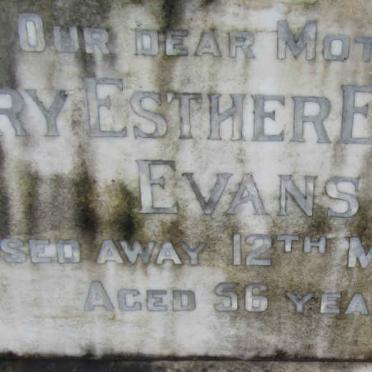 OUR DEAR MOT
RY ESTHER E
EVANS
SED AWAY 12TH M
AGED 56 YEA